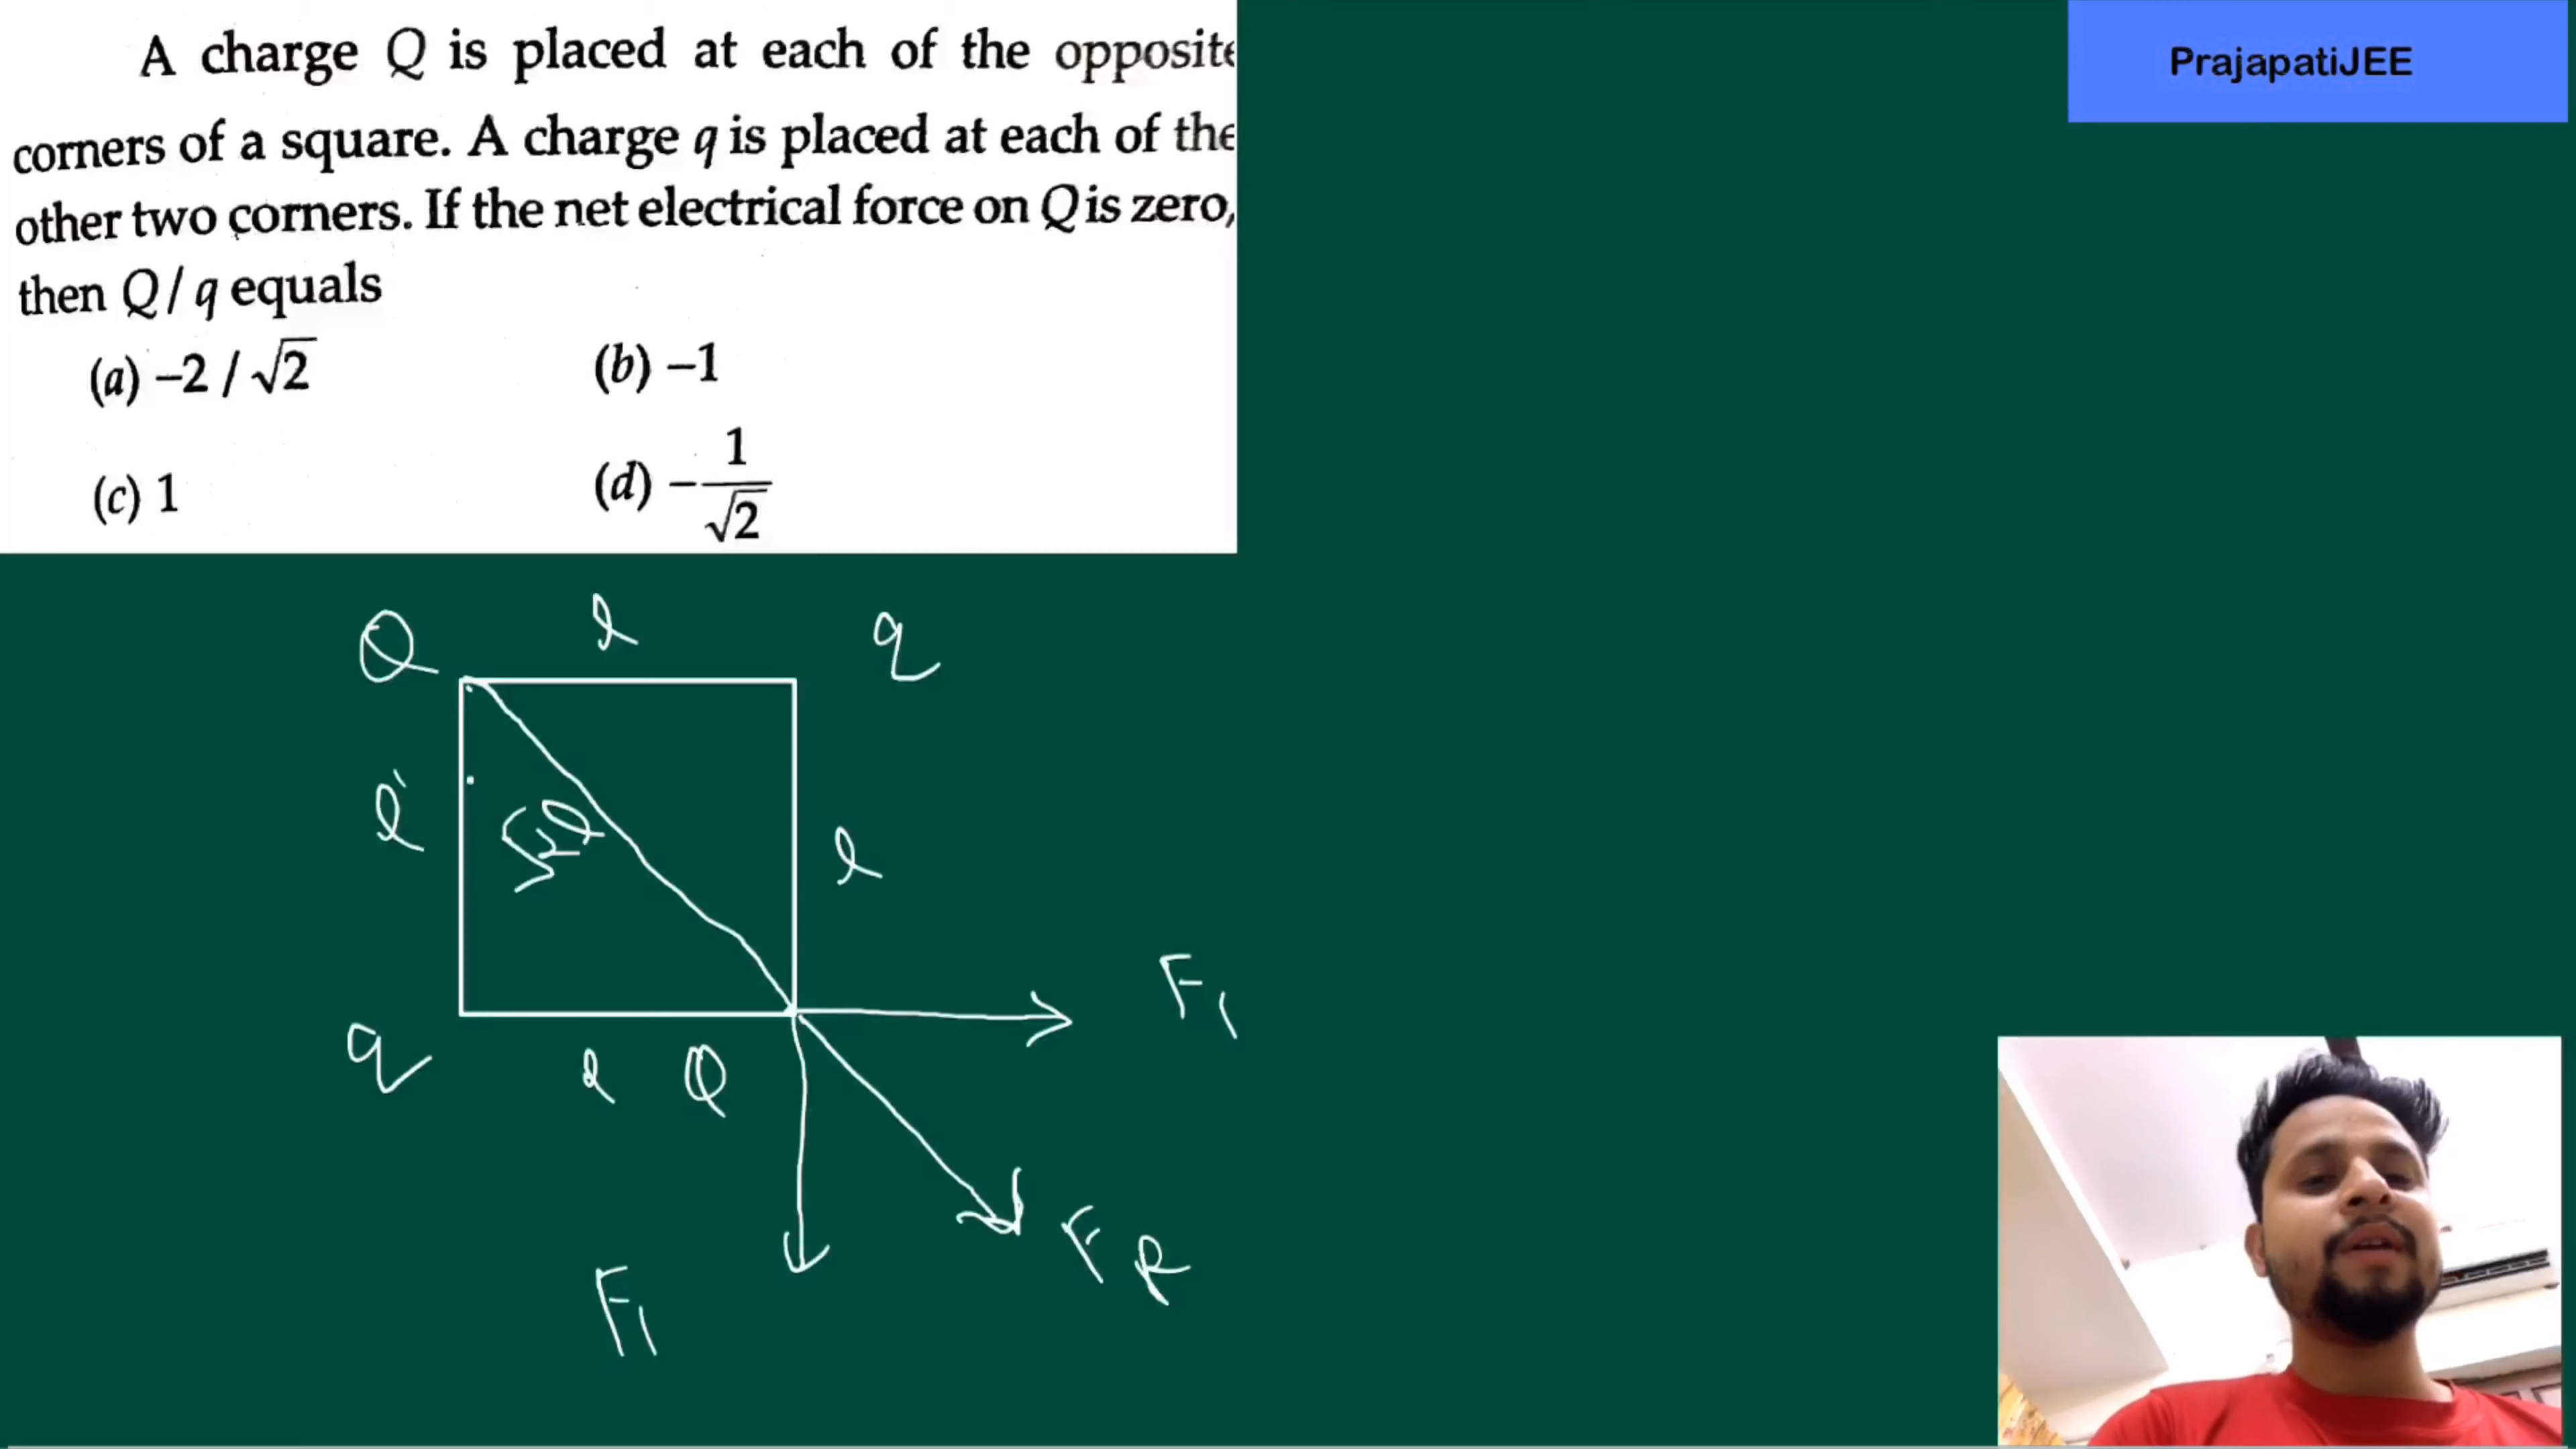 A charge Q is placed at each of the opposite
corners of a square. A charge q is placed at each of the
other two corners. If the net electrical force on Q is zero,
then Q/q equals
(a) –2 / √2 (b) –1
(c) 1 (d) – 1/√2
PrajapatiJEE
Q l q
l √2l l
q l Q
F1
F1
FR